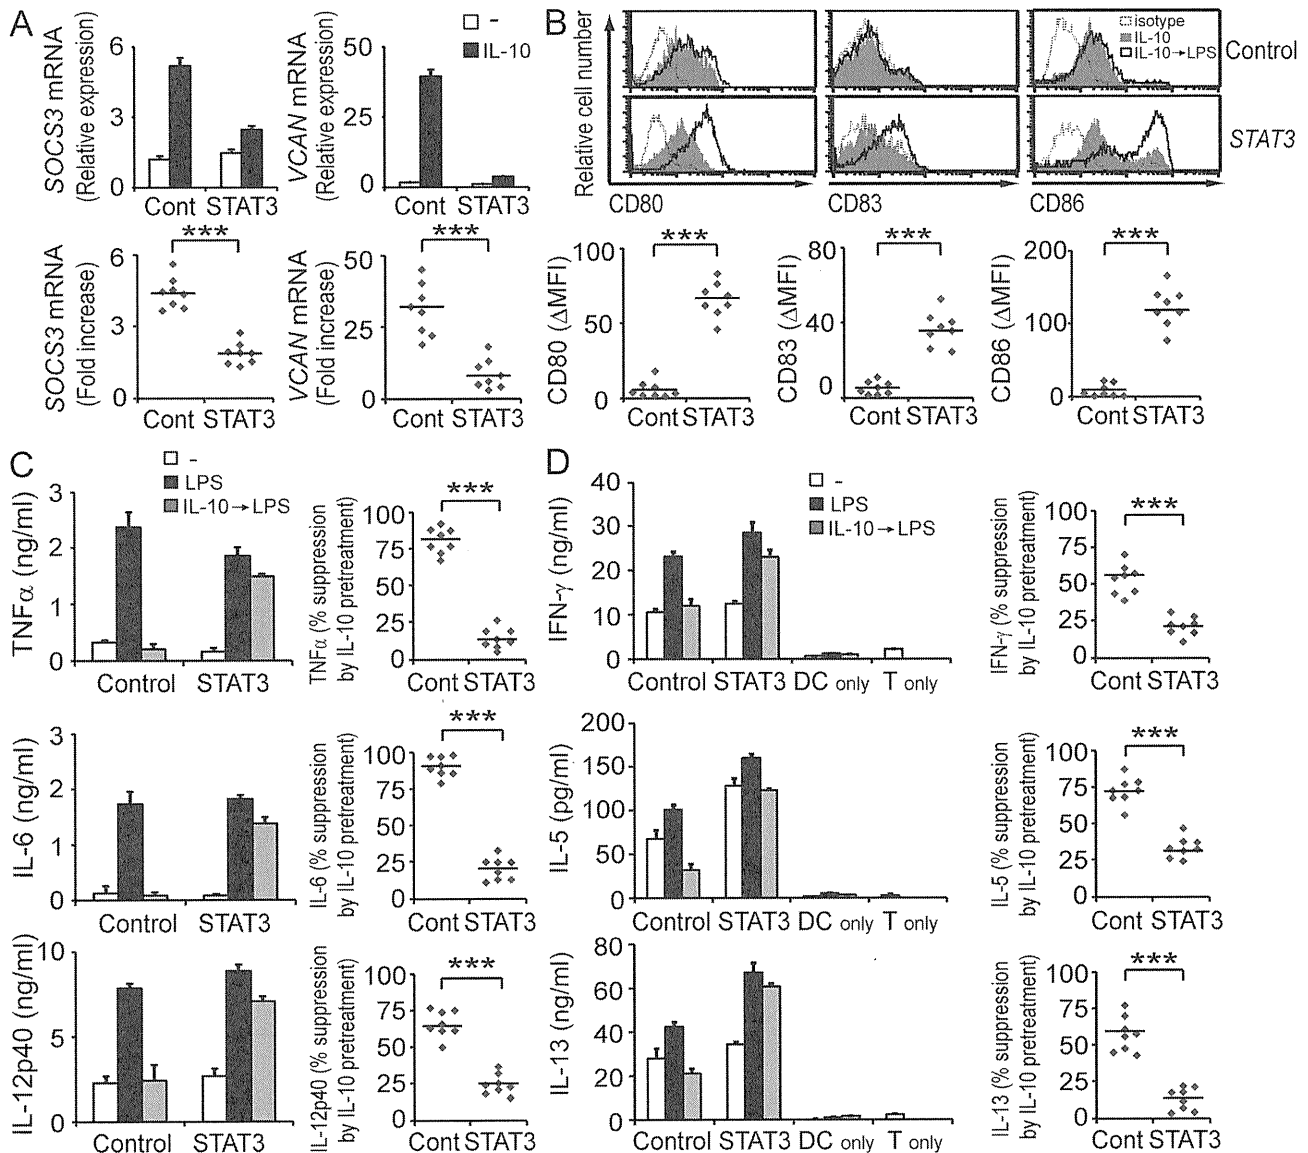 A
SOCS3 mRNA
(Relative expression)
6
3
0
Cont STAT3
VCAN mRNA
(Relative expression)
50
25
0
Cont STAT3
-
IL-10
SOCS3 mRNA
(Fold increase)
6
3
0
***
Cont STAT3
VCAN mRNA
(Fold increase)
50
25
0
***
Cont STAT3
B
Relative cell number
isotype
IL-10
IL-10→LPS
Control
STAT3
CD80
CD83
CD86
CD80 (ΔMFI)
100
50
0
***
Cont STAT3
CD83 (ΔMFI)
80
40
0
***
Cont STAT3
CD86 (ΔMFI)
200
100
0
***
Cont STAT3
C
-
LPS
IL-10→LPS
TNFα (ng/ml)
3
2
1
0
Control STAT3
TNFα (% suppression
by IL-10 pretreatment)
100
75
50
25
0
***
Cont STAT3
IL-6 (ng/ml)
3
2
1
0
Control STAT3
IL-6 (% suppression
by IL-10 pretreatment)
100
75
50
25
0
***
Cont STAT3
IL-12p40 (ng/ml)
10
5
0
Control STAT3
IL-12p40 (% suppression
by IL-10 pretreatment)
100
75
50
25
0
***
Cont STAT3
D
-
LPS
IL-10→LPS
IFN-γ (ng/ml)
40
30
20
10
0
Control STAT3 DC only T only
IFN-γ (% suppression
by IL-10 pretreatment)
100
75
50
25
0
***
Cont STAT3
IL-5 (pg/ml)
200
150
100
50
0
Control STAT3 DC only T only
IL-5 (% suppression
by IL-10 pretreatment)
100
75
50
25
0
***
Cont STAT3
IL-13 (ng/ml)
80
60
40
20
0
Control STAT3 DC only T only
IL-13 (% suppression
by IL-10 pretreatment)
100
75
50
25
0
***
Cont STAT3